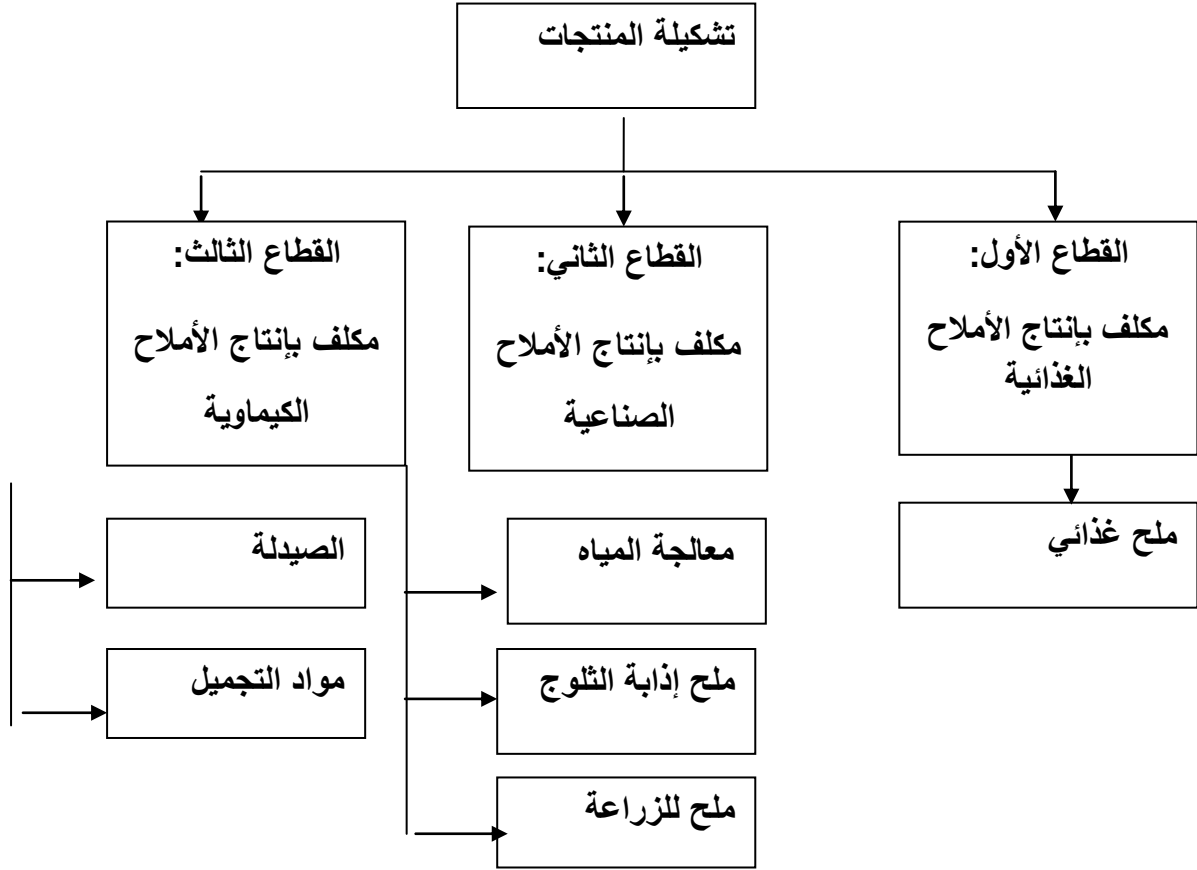 تشكيلة المنتجات
القطاع الأول:
مكلف بإنتاج الأملاح
الغذائية
القطاع الثاني:
مكلف بإنتاج الأملاح
الصناعية
القطاع الثالث:
مكلف بإنتاج الأملاح
الكيماوية
ملح غذائي
معالجة المياه
الصيدلة
ملح إذابة الثلوج
مواد التجميل
ملح للزراعة